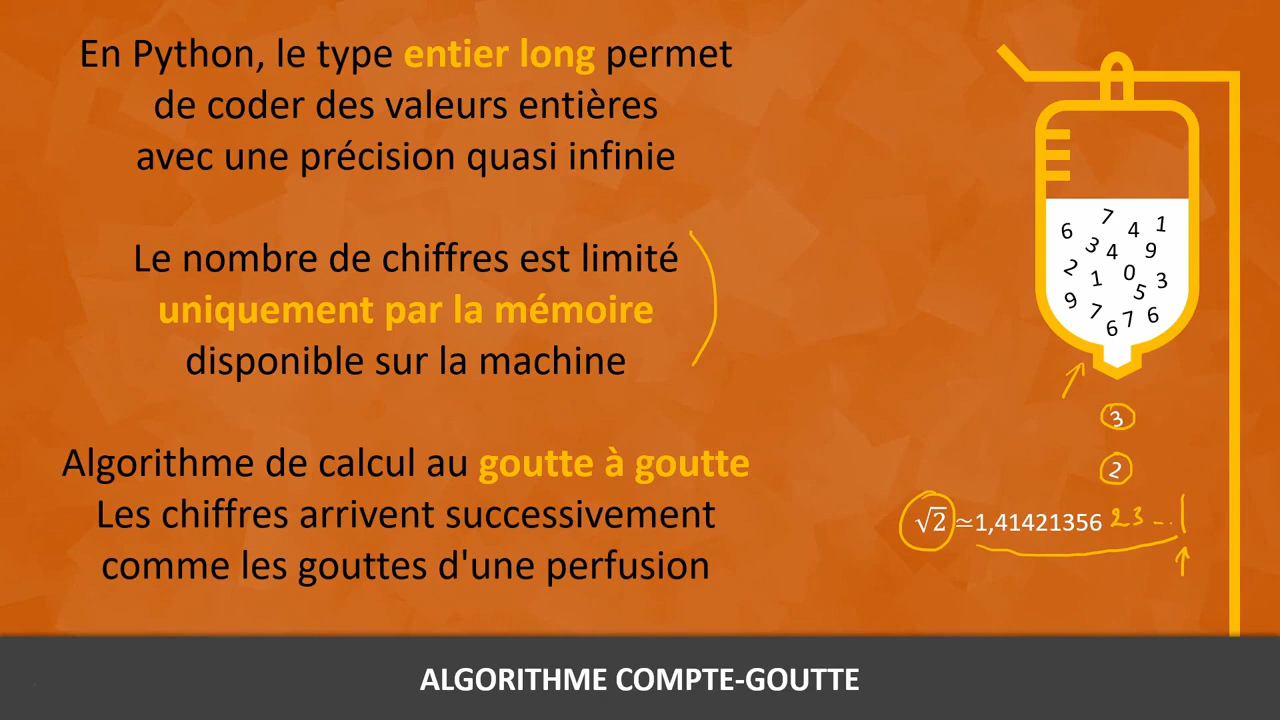 En Python, le type entier long permet
de coder des valeurs entières
avec une précision quasi infinie
Le nombre de chiffres est limité
uniquement par la mémoire
disponible sur la machine
Algorithme de calcul au goutte à goutte
Les chiffres arrivent successivement
comme les gouttes d'une perfusion
7
6 4 1
3 4 9
2 1 0 3
5
9 7 6
6 7
3
2
√2 ≃1,41421356 23 -..
ALGORITHME COMPTE-GOUTTE